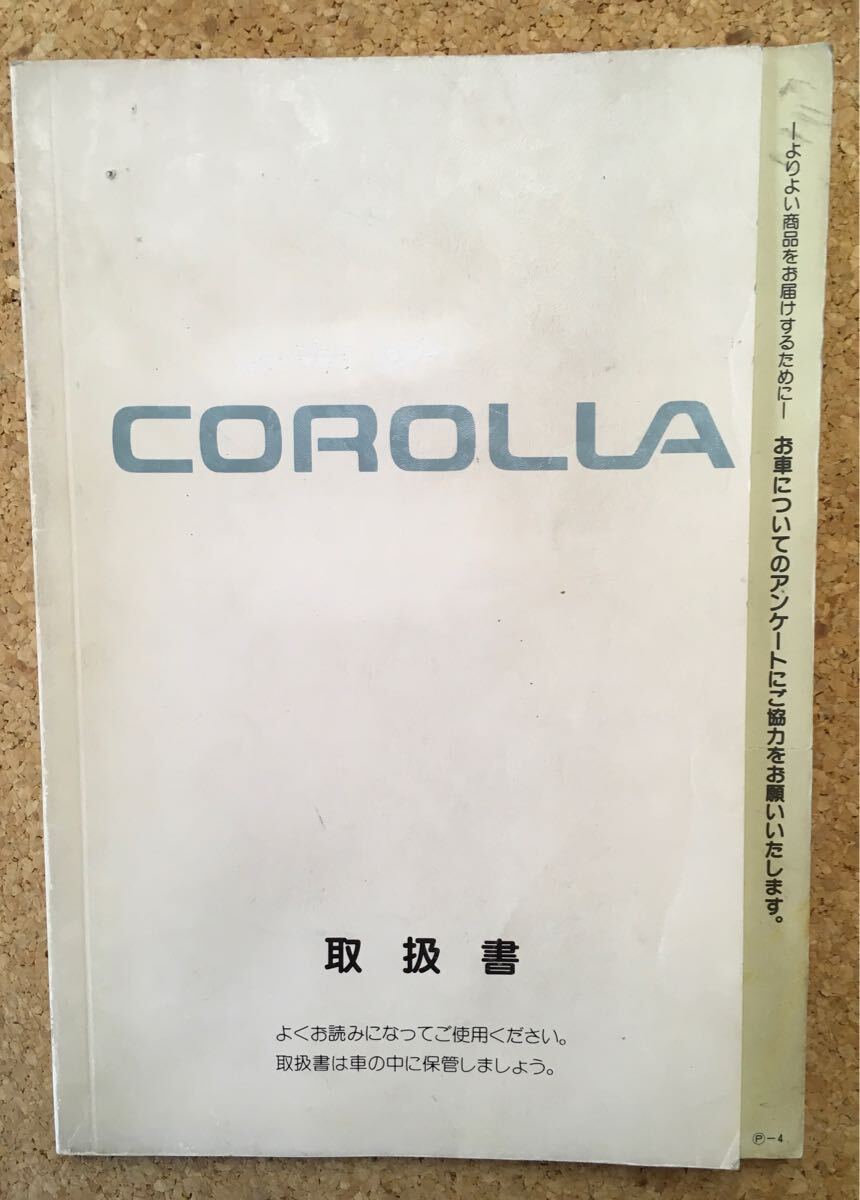 COROLLA
取扱書
よくお読みになってご使用ください。
取扱書は車の中に保管しましょう。
ーよりよい商品をお届けするためにー お車についてのアンケートにご協力をお願いいたします。
Ⓟ−4